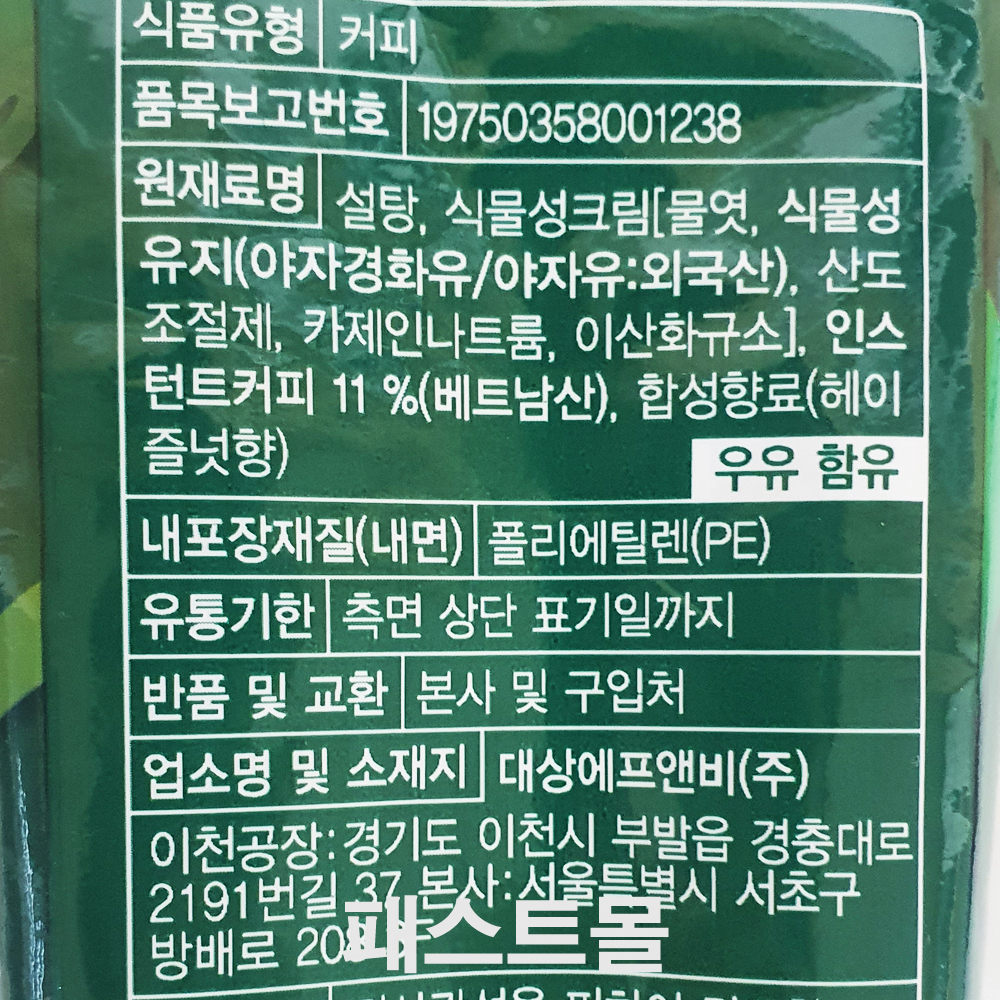 식품유형 커피
품목보고번호 19750358001238
원재료명 설탕, 식물성크림[물엿, 식물성
유지(야자경화유/야자유:외국산), 산도
조절제, 카제인나트륨, 이산화규소], 인스
턴트커피 11 %(베트남산), 합성향료(헤이
즐넛향)
우유 함유
내포장재질(내면) 폴리에틸렌(PE)
유통기한 측면 상단 표기일까지
반품 및 교환 본사 및 구입처
업소명 및 소재지 대상에프앤비(주)
이천공장:경기도 이천시 부발읍 경충대로
2191번길 37 본사:서울특별시 서초구
방배로
패스트몰